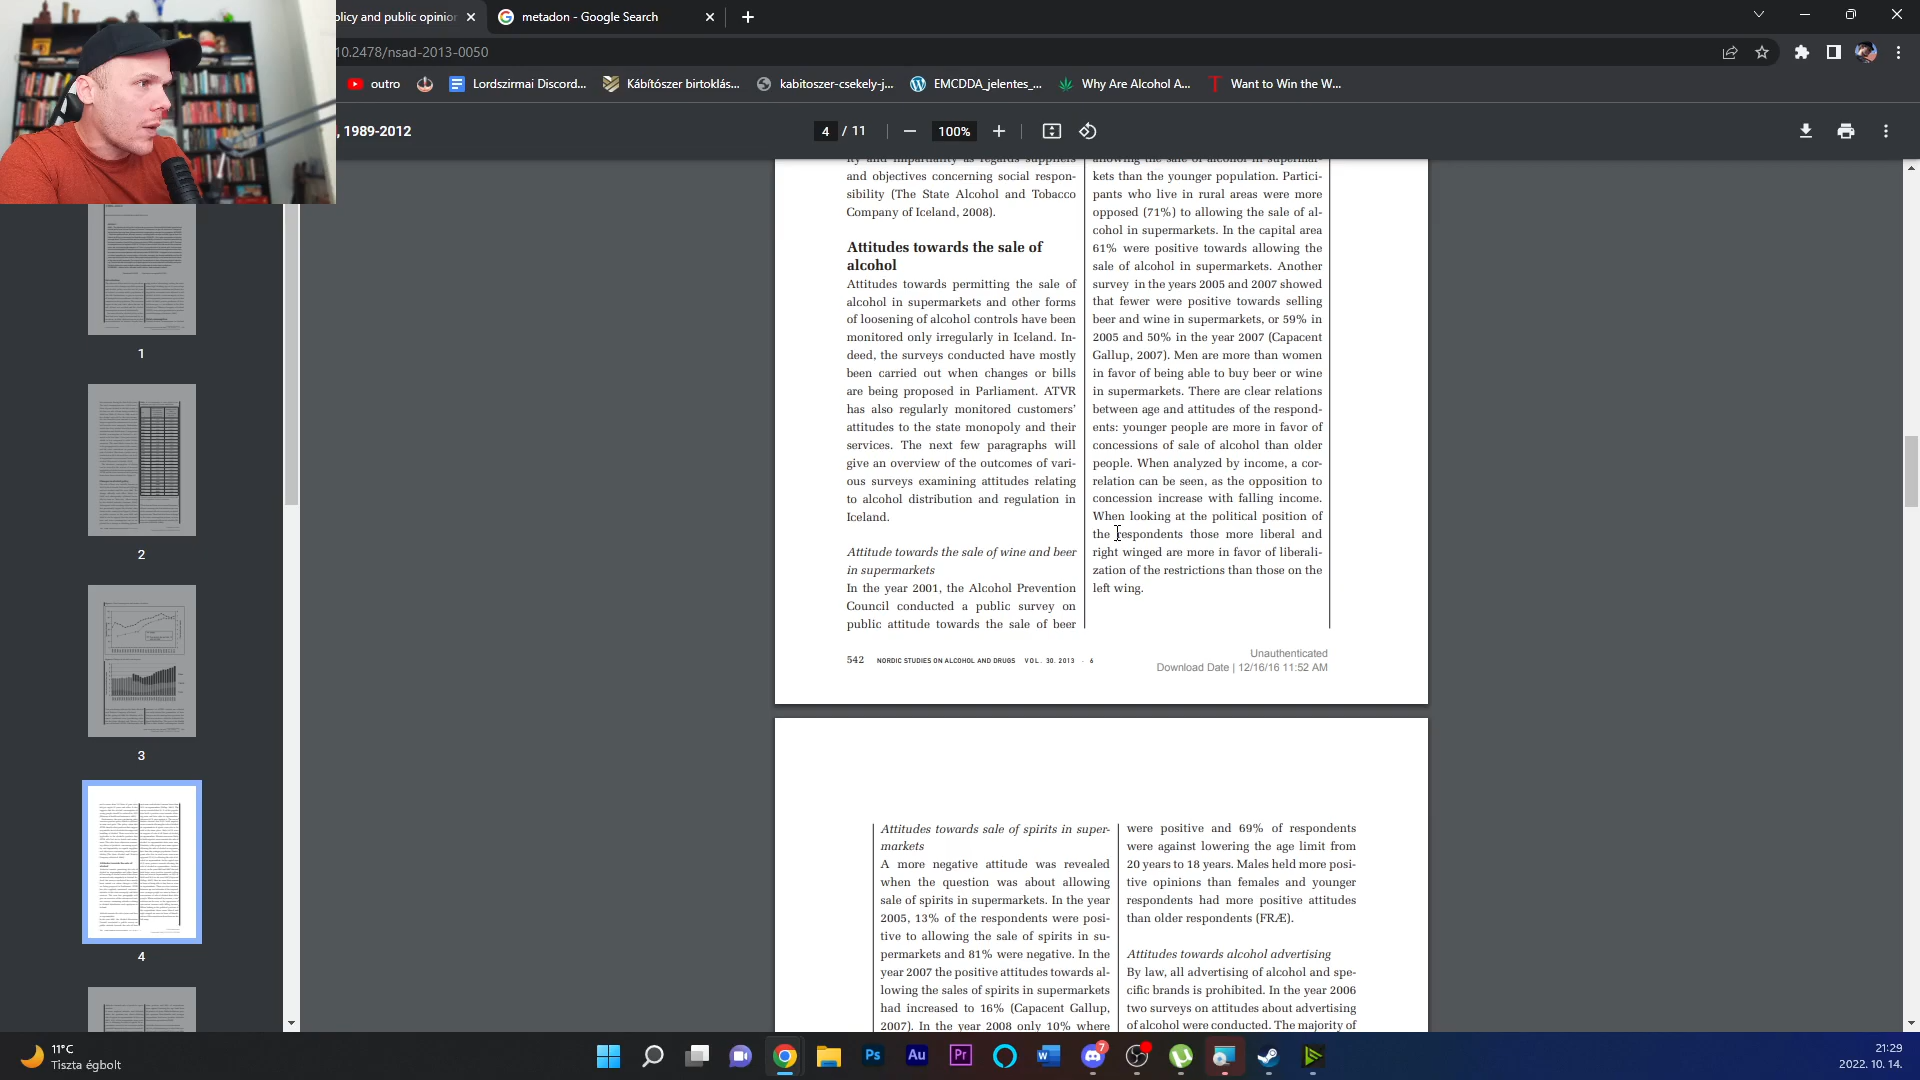 olicy and public opinion
metadon - Google Search
10.2478/nsad-2013-0050
outro
Lordszirmai Discord...
Kábítószer birtoklás...
kabitoszer-csekely-j...
EMCDDA_jelentes_...
Why Are Alcohol A...
Want to Win the W...
, 1989-2012
4 / 11
100%
1
2
3
4
and objectives concerning social respon-
sibility (The State Alcohol and Tobacco
Company of Iceland, 2008).
Attitudes towards the sale of
alcohol
Attitudes towards permitting the sale of
alcohol in supermarkets and other forms
of loosening of alcohol controls have been
monitored only irregularly in Iceland. In-
deed, the surveys conducted have mostly
been carried out when changes or bills
are being proposed in Parliament. ATVR
has also regularly monitored customers'
attitudes to the state monopoly and their
services. The next few paragraphs will
give an overview of the outcomes of vari-
ous surveys examining attitudes relating
to alcohol distribution and regulation in
Iceland.
Attitude towards the sale of wine and beer
in supermarkets
In the year 2001, the Alcohol Prevention
Council conducted a public survey on
public attitude towards the sale of beer
allowing the sale of alcohol in supermar-
kets than the younger population. Partici-
pants who live in rural areas were more
opposed (71%) to allowing the sale of al-
cohol in supermarkets. In the capital area
61% were positive towards allowing the
sale of alcohol in supermarkets. Another
survey in the years 2005 and 2007 showed
that fewer were positive towards selling
beer and wine in supermarkets, or 59% in
2005 and 50% in the year 2007 (Capacent
Gallup, 2007). Men are more than women
in favor of being able to buy beer or wine
in supermarkets. There are clear relations
between age and attitudes of the respond-
ents: younger people are more in favor of
concessions of sale of alcohol than older
people. When analyzed by income, a cor-
relation can be seen, as the opposition to
concession increase with falling income.
When looking at the political position of
the respondents those more liberal and
right winged are more in favor of liberali-
zation of the restrictions than those on the
left wing.
542 NORDIC STUDIES ON ALCOHOL AND DRUGS VOL. 30. 2013 . 6
Unauthenticated
Download Date | 12/16/16 11:52 AM
Attitudes towards sale of spirits in super-
markets
A more negative attitude was revealed
when the question was about allowing
sale of spirits in supermarkets. In the year
2005, 13% of the respondents were posi-
tive to allowing the sale of spirits in su-
permarkets and 81% were negative. In the
year 2007 the positive attitudes towards al-
lowing the sales of spirits in supermarkets
had increased to 16% (Capacent Gallup,
2007). In the year 2008 only 10% where
were positive and 69% of respondents
were against lowering the age limit from
20 years to 18 years. Males held more posi-
tive opinions than females and younger
respondents had more positive attitudes
than older respondents (FRÆ).
Attitudes towards alcohol advertising
By law, all advertising of alcohol and spe-
cific brands is prohibited. In the year 2006
two surveys on attitudes about advertising
of alcohol were conducted. The majority of
11°C
Tiszta égbolt
Ps
Au
Pr
7
21:29
2022. 10. 14.